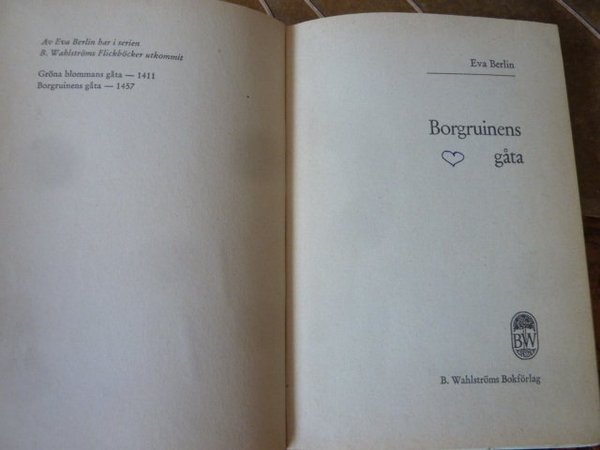 Av Eva Berlin har i serien
B. Wahlströms Flickböcker utkommit
Gröna blommans gåta — 1411
Borgruinens gåta — 1457
Eva Berlin
Borgruinens
gåta
BW
B. Wahlströms Bokförlag